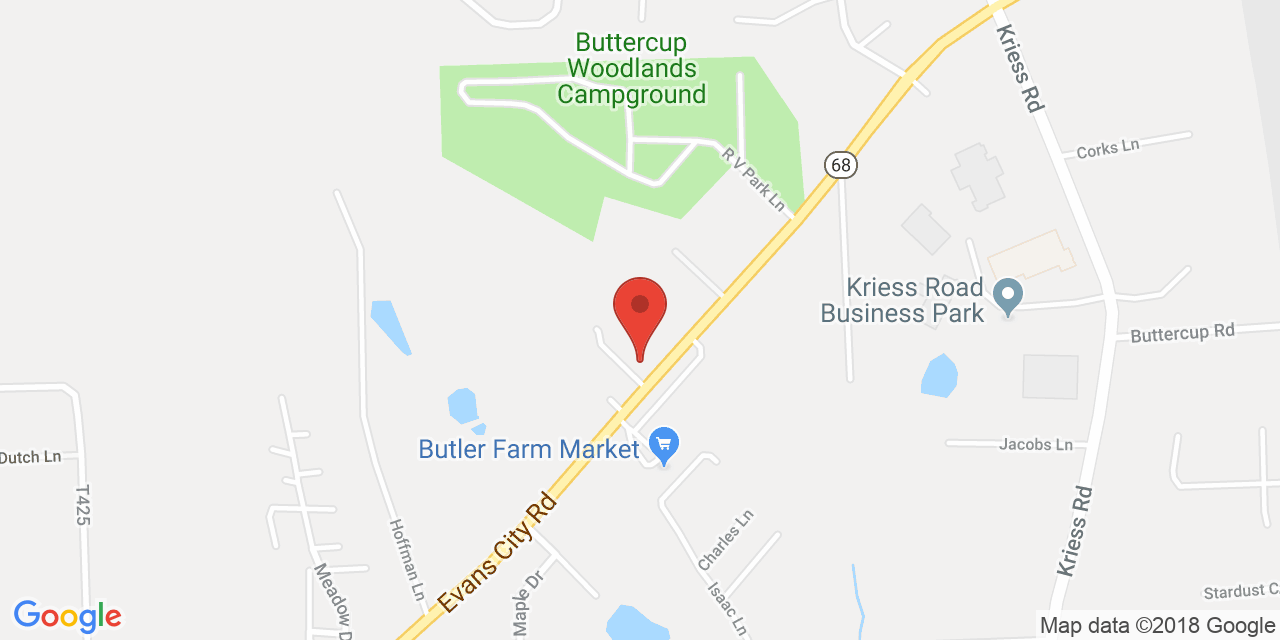 Buttercup
Woodlands
Campground
Kriess Rd
Corks Ln
68
R V Park Ln
Kriess Road
Business Park
Buttercup Rd
Butler Farm Market
Jacobs Ln
Dutch Ln
T425
Evans City Rd
Hoffman Ln
Charles Ln
Kriess Rd
Meadow D
Maple Dr
Isaac Ln
Stardust C
Google
Map data ©2018 Google